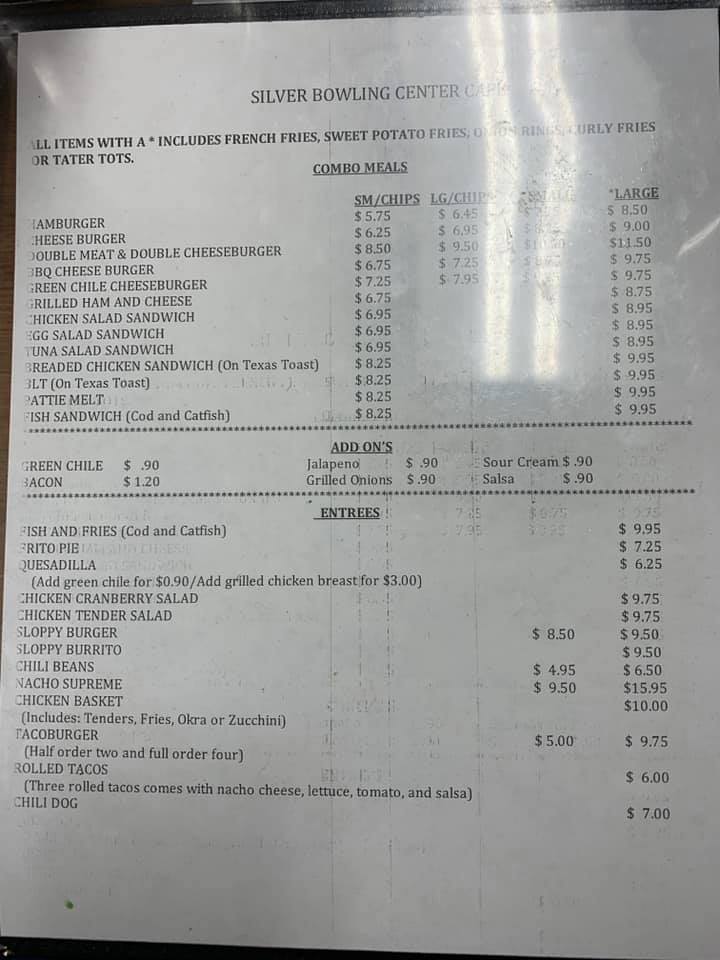 SILVER BOWLING CENTER CAFE
ALL ITEMS WITH A * INCLUDES FRENCH FRIES, SWEET POTATO FRIES, ONION RINGS, CURLY FRIES
OR TATER TOTS.
COMBO MEALS
SM/CHIPS LG/CHIPS *SMALL *LARGE
HAMBURGER $ 5.75 $ 6.45 $ 8.50
CHEESE BURGER $ 6.25 $ 6.95 $ 9.00
DOUBLE MEAT & DOUBLE CHEESEBURGER $ 8.50 $ 9.50 $11.50
BBQ CHEESE BURGER $ 6.75 $ 7.25 $ 9.75
GREEN CHILE CHEESEBURGER $ 7.25 $ 7.95 $ 9.75
GRILLED HAM AND CHEESE $ 6.75 $ 8.75
CHICKEN SALAD SANDWICH $ 6.95 $ 8.95
EGG SALAD SANDWICH $ 6.95 $ 8.95
TUNA SALAD SANDWICH $ 6.95 $ 8.95
BREADED CHICKEN SANDWICH (On Texas Toast) $ 8.25 $ 9.95
BLT (On Texas Toast) $ 8.25 $ 9.95
PATTIE MELT $ 8.25 $ 9.95
FISH SANDWICH (Cod and Catfish) $ 8.25 $ 9.95
ADD ON'S
GREEN CHILE $ .90 Jalapeno $ .90 Sour Cream $ .90
BACON $ 1.20 Grilled Onions $ .90 Salsa $ .90
ENTREES
FISH AND FRIES (Cod and Catfish) $ 9.95
FRITO PIE $ 7.25
QUESADILLA $ 6.25
(Add green chile for $0.90/Add grilled chicken breast for $3.00)
CHICKEN CRANBERRY SALAD $ 9.75
CHICKEN TENDER SALAD $ 9.75
SLOPPY BURGER $ 8.50 $ 9.50
SLOPPY BURRITO $ 9.50
CHILI BEANS $ 4.95 $ 6.50
NACHO SUPREME $ 9.50 $15.95
CHICKEN BASKET $10.00
(Includes: Tenders, Fries, Okra or Zucchini)
TACOBURGER $ 5.00 $ 9.75
(Half order two and full order four)
ROLLED TACOS $ 6.00
(Three rolled tacos comes with nacho cheese, lettuce, tomato, and salsa)
CHILI DOG $ 7.00